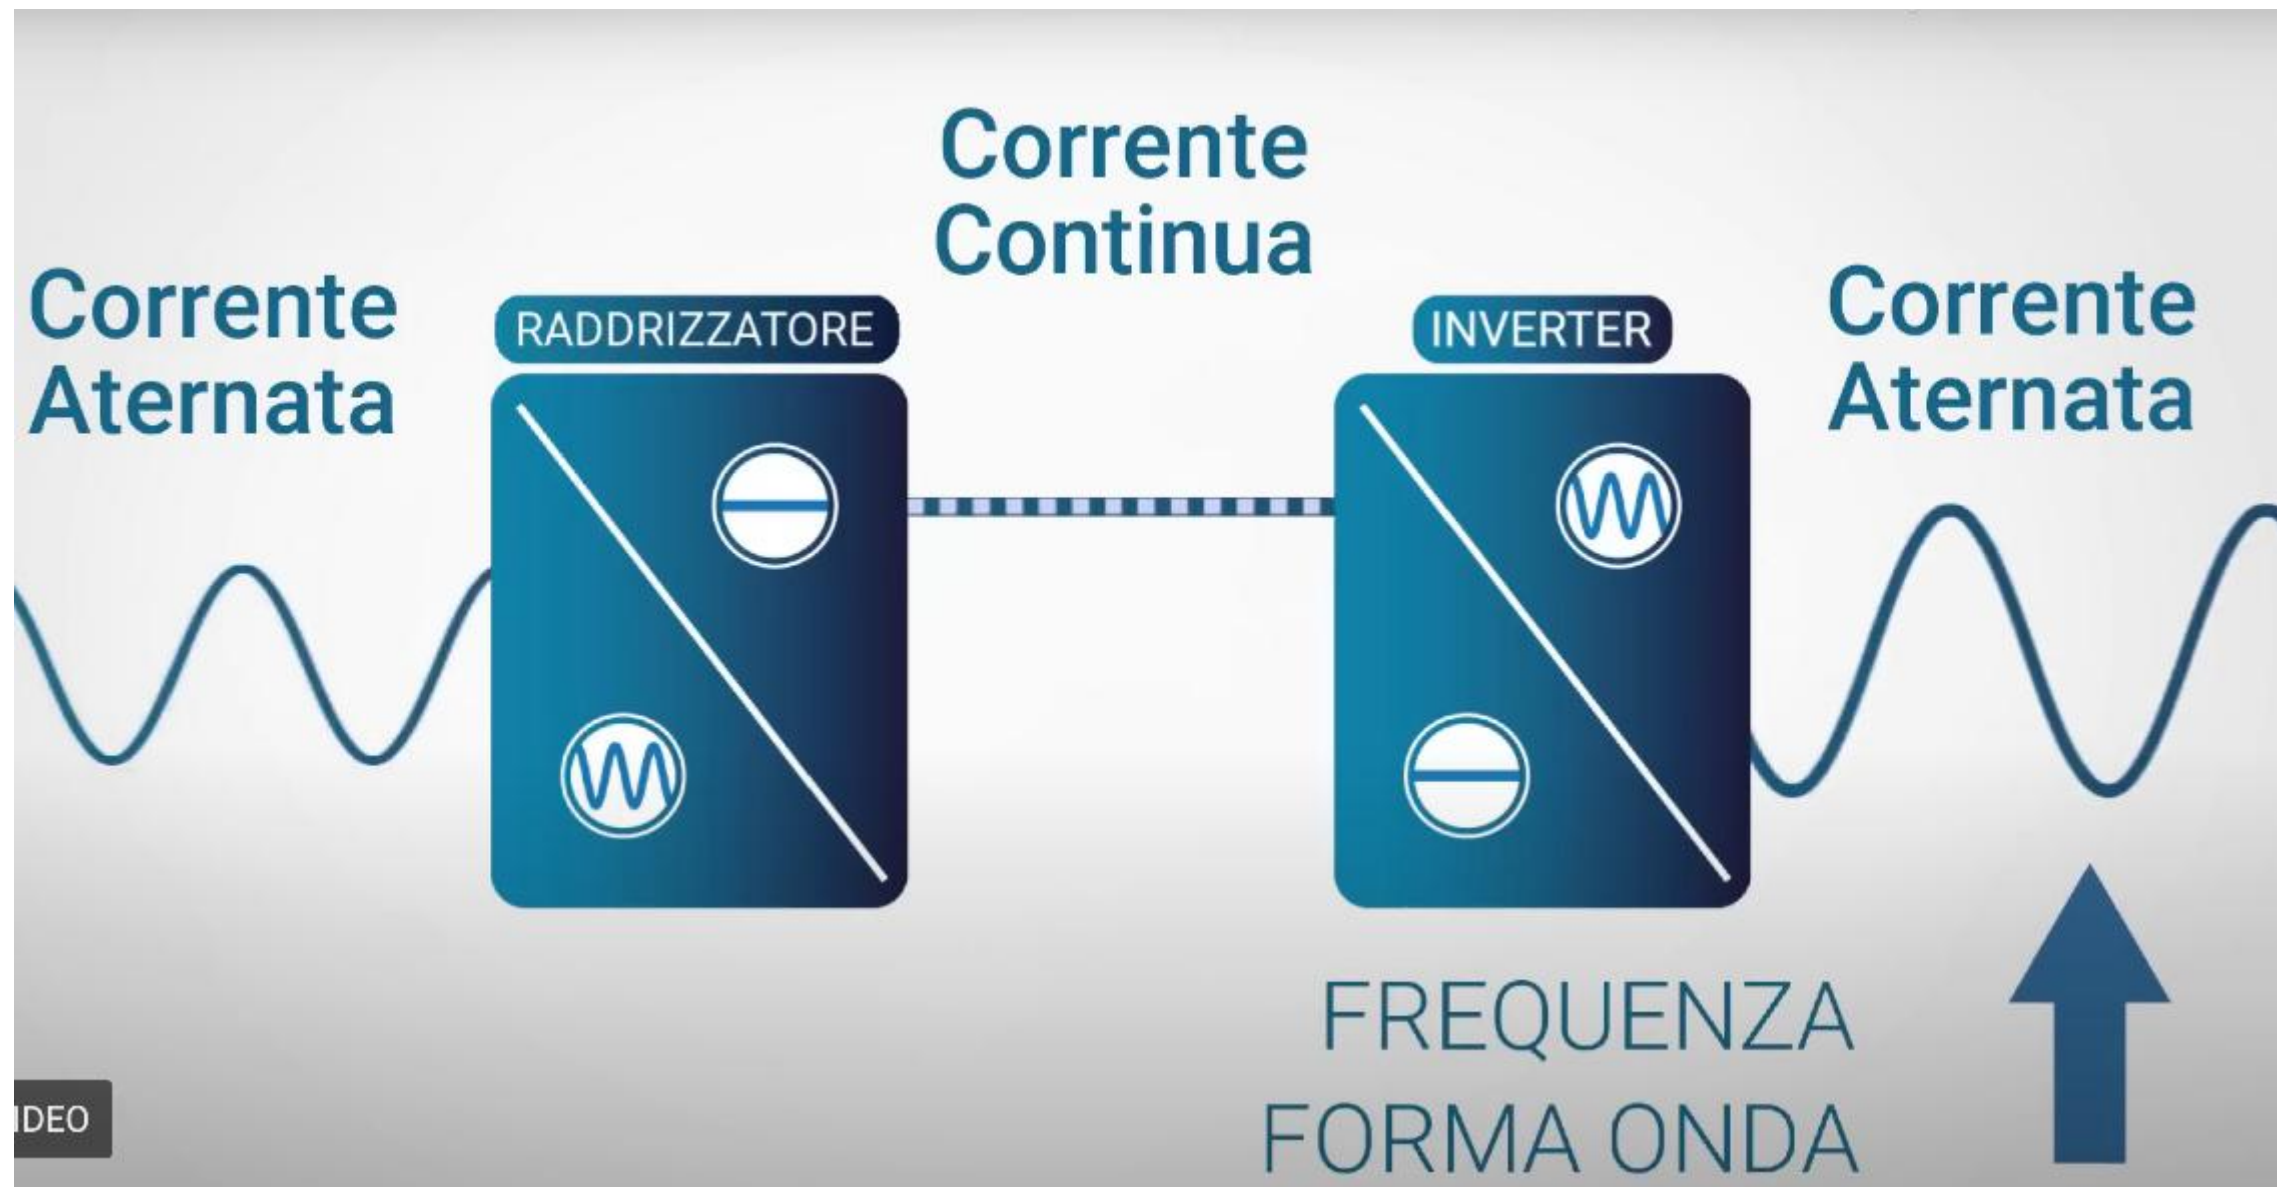 Corrente
Continua
Corrente
Aternata
RADDRIZZATORE
INVERTER
Corrente
Aternata
FREQUENZA
FORMA ONDA
IDEO